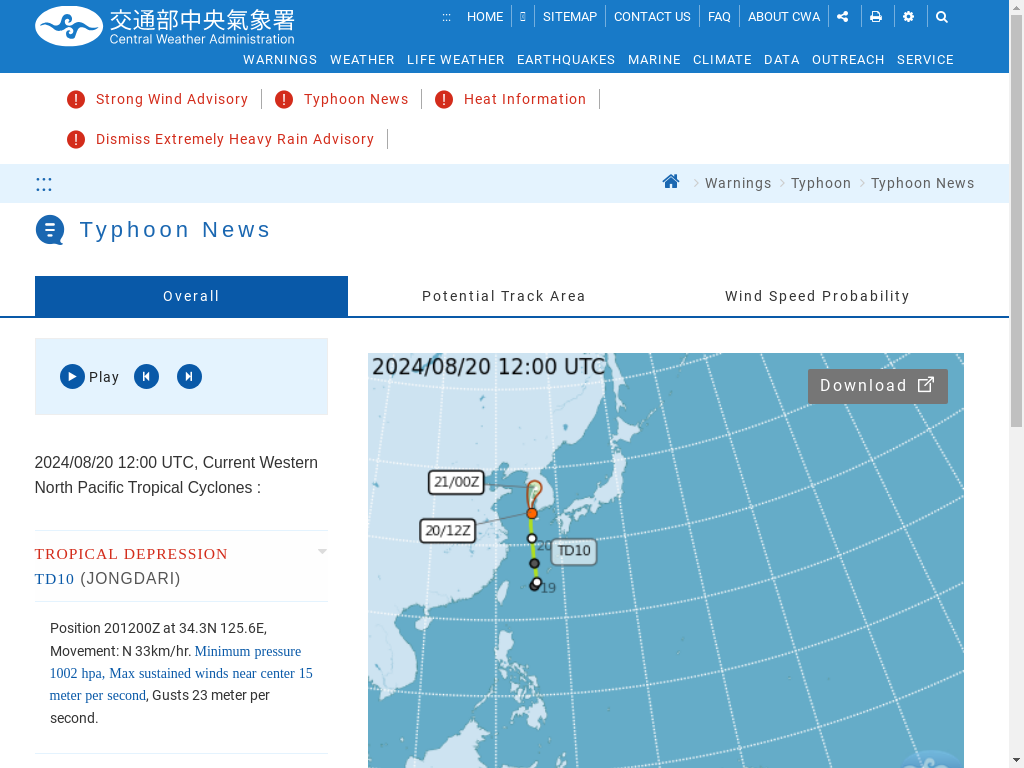 交通部中央氣象署
Central Weather Administration
::: HOME SITEMAP CONTACT US FAQ ABOUT CWA
WARNINGS WEATHER LIFE WEATHER EARTHQUAKES MARINE CLIMATE DATA OUTREACH SERVICE
Strong Wind Advisory Typhoon News Heat Information
Dismiss Extremely Heavy Rain Advisory
::: Warnings Typhoon Typhoon News
Typhoon News
Overall Potential Track Area Wind Speed Probability
Play
2024/08/20 12:00 UTC, Current Western
North Pacific Tropical Cyclones :
TROPICAL DEPRESSION
TD10 (JONGDARI)
Position 201200Z at 34.3N 125.6E,
Movement: N 33km/hr. Minimum pressure
1002 hpa, Max sustained winds near center 15
meter per second, Gusts 23 meter per
second.
2024/08/20 12:00 UTC
Download
21/00Z
20/12Z
20
TD10
19